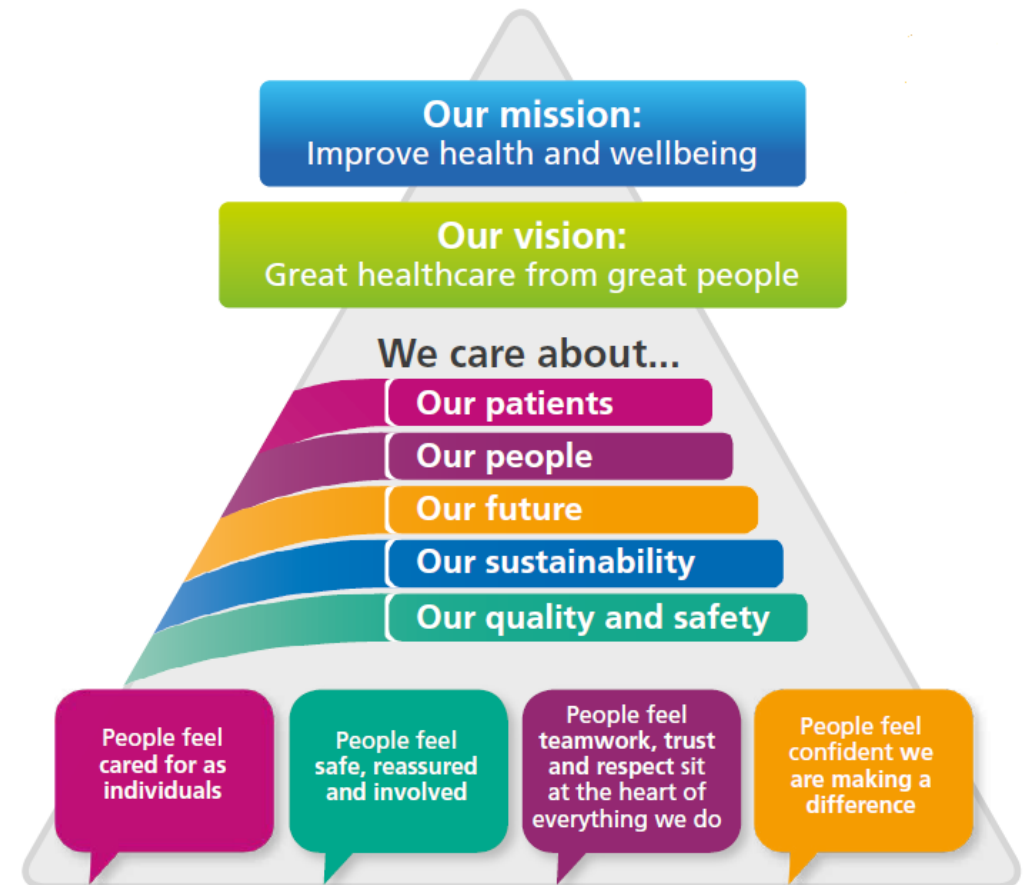 Our mission:
Improve health and wellbeing
Our vision:
Great healthcare from great people
We care about...
Our patients
Our people
Our future
Our sustainability
Our quality and safety
People feel
cared for as
individuals
People feel
safe, reassured
and involved
People feel
teamwork, trust
and respect sit
at the heart of
everything we do
People feel
confident we
are making a
difference